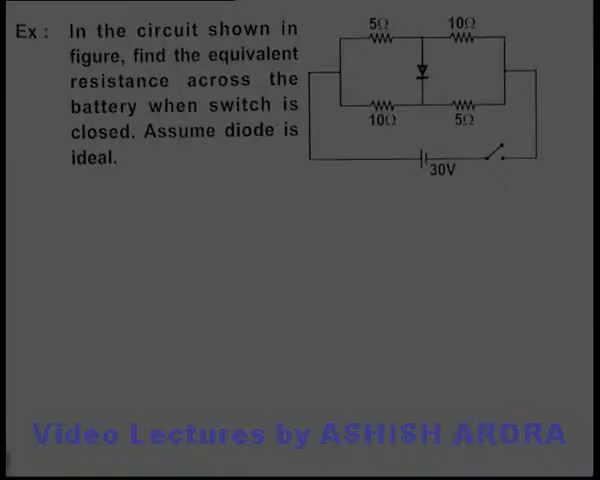 Ex : In the circuit shown in
figure, find the equivalent
resistance across the
battery when switch is
closed. Assume diode is
ideal.
5Ω 10Ω
10Ω 5Ω
30V
Video Lectures by ASHISH ARORA